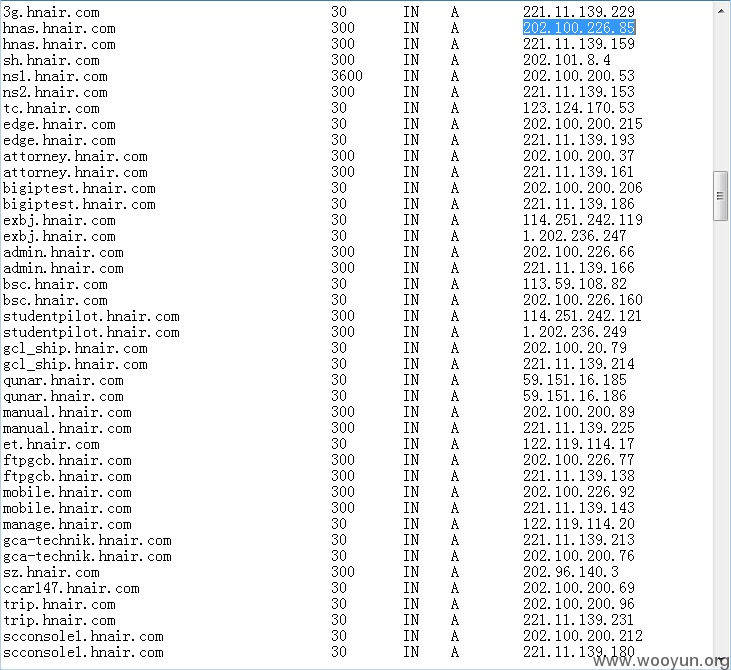 3g.hnair.com 30 IN A 221.11.139.229
hnas.hnair.com 300 IN A 202.100.226.85
hnas.hnair.com 300 IN A 221.11.139.159
sh.hnair.com 300 IN A 202.101.8.4
ns1.hnair.com 3600 IN A 202.100.200.53
ns2.hnair.com 300 IN A 221.11.139.153
tc.hnair.com 30 IN A 123.124.170.53
edge.hnair.com 30 IN A 202.100.200.215
edge.hnair.com 30 IN A 221.11.139.193
attorney.hnair.com 300 IN A 202.100.200.37
attorney.hnair.com 300 IN A 221.11.139.161
bigiptest.hnair.com 30 IN A 202.100.200.206
bigiptest.hnair.com 30 IN A 221.11.139.186
exbj.hnair.com 30 IN A 114.251.242.119
exbj.hnair.com 30 IN A 1.202.236.247
admin.hnair.com 300 IN A 202.100.226.66
admin.hnair.com 300 IN A 221.11.139.166
bsc.hnair.com 30 IN A 113.59.108.82
bsc.hnair.com 30 IN A 202.100.226.160
studentpilot.hnair.com 300 IN A 114.251.242.121
studentpilot.hnair.com 300 IN A 1.202.236.249
gcl_ship.hnair.com 30 IN A 202.100.20.79
gcl_ship.hnair.com 30 IN A 221.11.139.214
qunar.hnair.com 30 IN A 59.151.16.185
qunar.hnair.com 30 IN A 59.151.16.186
manual.hnair.com 300 IN A 202.100.200.89
manual.hnair.com 300 IN A 221.11.139.225
et.hnair.com 30 IN A 122.119.114.17
ftpgcb.hnair.com 300 IN A 202.100.226.77
ftpgcb.hnair.com 300 IN A 221.11.139.138
mobile.hnair.com 300 IN A 202.100.226.92
mobile.hnair.com 300 IN A 221.11.139.143
manage.hnair.com 30 IN A 122.119.114.20
gca-technik.hnair.com 30 IN A 221.11.139.213
gca-technik.hnair.com 30 IN A 202.100.200.76
sz.hnair.com 300 IN A 202.96.140.3
ccar147.hnair.com 30 IN A 202.100.200.69
trip.hnair.com 30 IN A 202.100.200.96
trip.hnair.com 30 IN A 221.11.139.231
scconsole1.hnair.com 30 IN A 202.100.200.212
scconsole1.hnair.com 30 IN A 221.11.139.180
www.wooyun.org